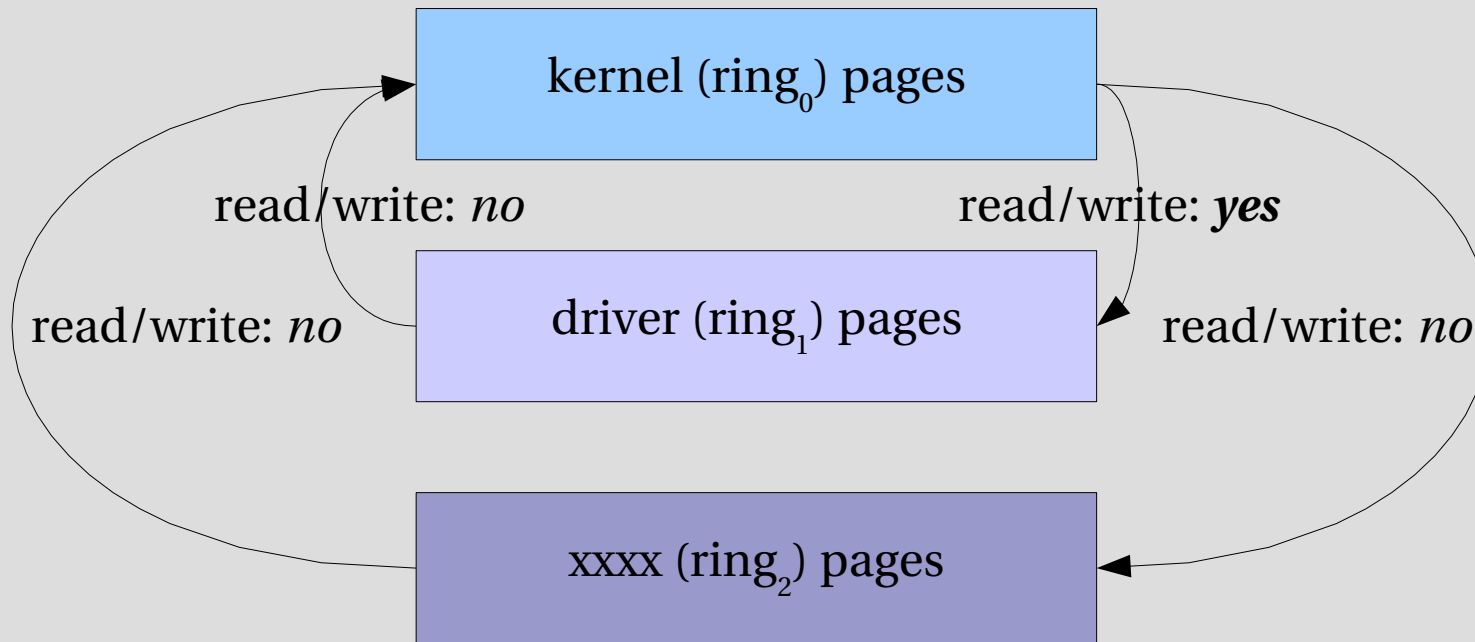 kernel (ring₀) pages
read/write: no
read/write: yes
driver (ring₁) pages
read/write: no
read/write: no
xxxx (ring₂) pages